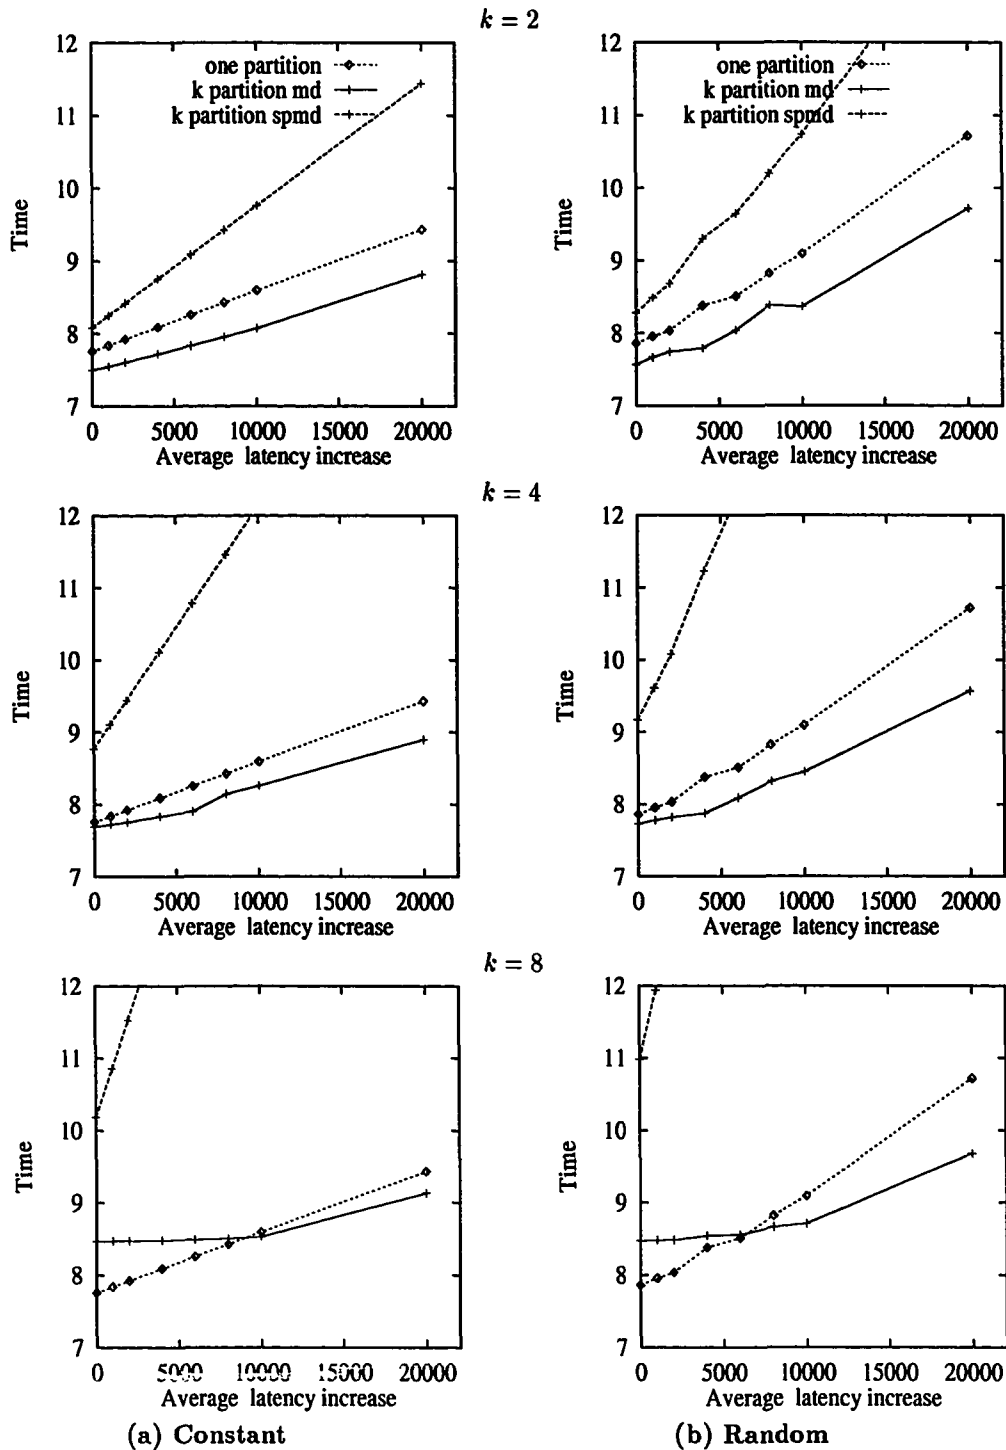 k = 2
12
11
10
9
8
7
Time
one partition
k partition md
k partition spmd
0 5000 10000 15000 20000
Average latency increase
12
11
10
9
8
7
Time
one partition
k partition md
k partition spmd
0 5000 10000 15000 20000
Average latency increase
k = 4
12
11
10
9
8
7
Time
0 5000 10000 15000 20000
Average latency increase
12
11
10
9
8
7
Time
0 5000 10000 15000 20000
Average latency increase
k = 8
12
11
10
9
8
7
Time
0 5000 10000 15000 20000
Average latency increase
(a) Constant
12
11
10
9
8
7
Time
0 5000 10000 15000 20000
Average latency increase
(b) Random